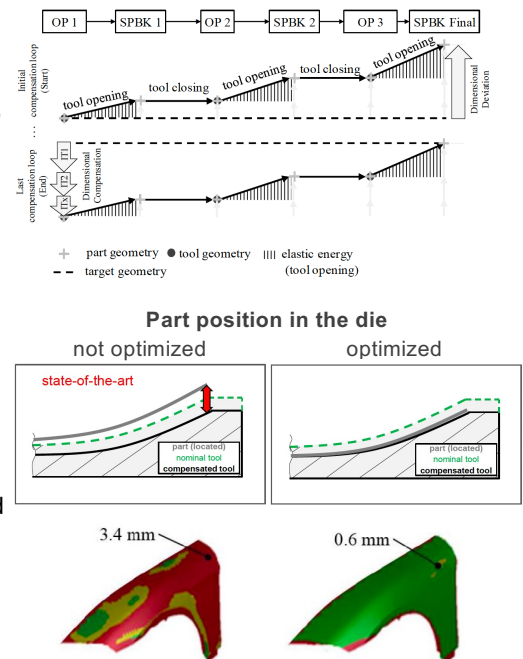 OP 1 SPBK 1 OP 2 SPBK 2 OP 3 SPBK Final
Initial
compensation loop
(Start)
tool opening
tool closing
tool opening
tool closing
tool opening
Dimensional
Deviation
...
Last
compensation loop
(End)
IT1
IT2
ITx
Dimensional
Compensation
part geometry tool geometry elastic energy
target geometry (tool opening)
Part position in the die
not optimized optimized
state-of-the-art
part (located)
nominal tool
compensated tool
part (located)
nominal tool
compensated tool
3.4 mm
0.6 mm